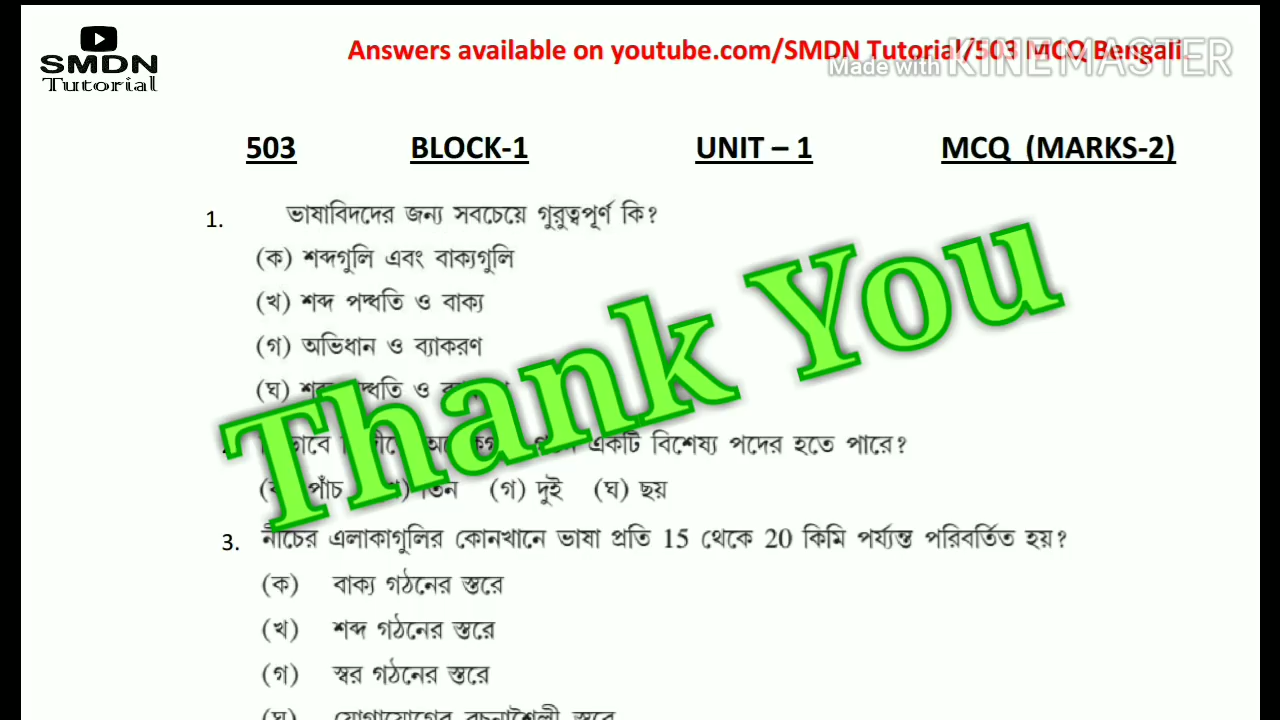 SMDN
Tutorial
Answers available on youtube.com/SMDN Tutorial/503 MCQ Bengali
Made with KINEMASTER
503 BLOCK-1 UNIT – 1 MCQ (MARKS-2)
1. ভাষাবিদদের জন্য সবচেয়ে গুরুত্বপূর্ণ কি?
(ক) শব্দগুলি এবং বাক্যগুলি
(খ) শব্দ পদ্ধতি ও বাক্য
(গ) অভিধান ও ব্যাকরণ
(ঘ) ও
Thank You
একটি বিশেষ্য পদের হতে পারে?
পাঁচ তিন (গ) দুই (ঘ) ছয়
3. নীচের এলাকাগুলির কোনখানে ভাষা প্রতি 15 থেকে 20 কিমি পর্য্যন্ত পরিবর্তিত হয়?
(ক) বাক্য গঠনের স্তরে
(খ) শব্দ গঠনের স্তরে
(গ) স্বর গঠনের স্তরে
(ঘ) যোগাযোগের রচনাশৈলী স্তরে